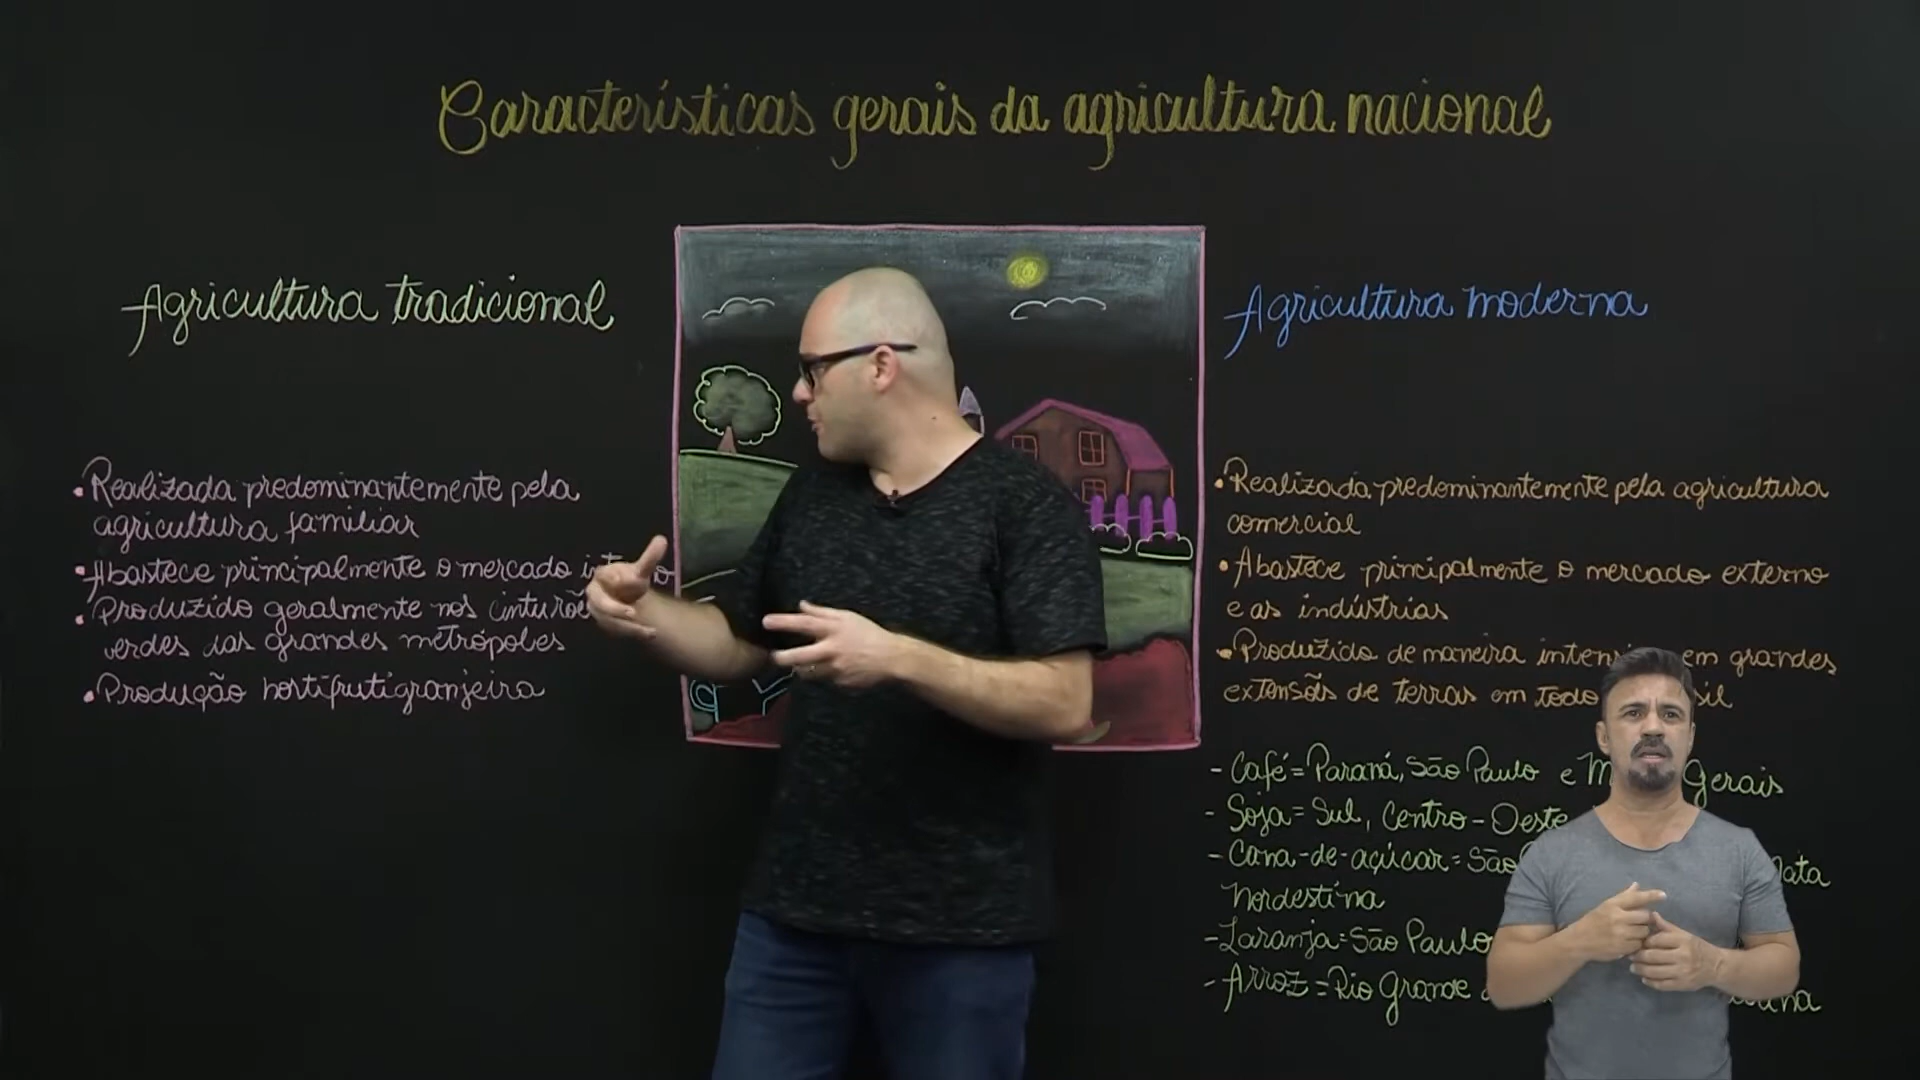 Características gerais da agricultura nacional
Agricultura tradicional
• Realizada predominantemente pela
agricultura familiar
• Abastece principalmente o mercado
• Produzido geralmente nos
verdes das grandes metrópoles
• Produção hortifrutigranjeira
Agricultura moderna
• Realizada predominantemente pela agricultura
comercial
• Abastece principalmente o mercado externo
e as indústrias
• Produzido de maneira em grandes
extensões de terras em todo
- Café = Paraná, São Paulo e Gerais
- Soja = Sul, Centro-Oeste
- Cana-de-açúcar = São
Nordestina
- Laranja = São Paulo
- Arroz = Rio Grande